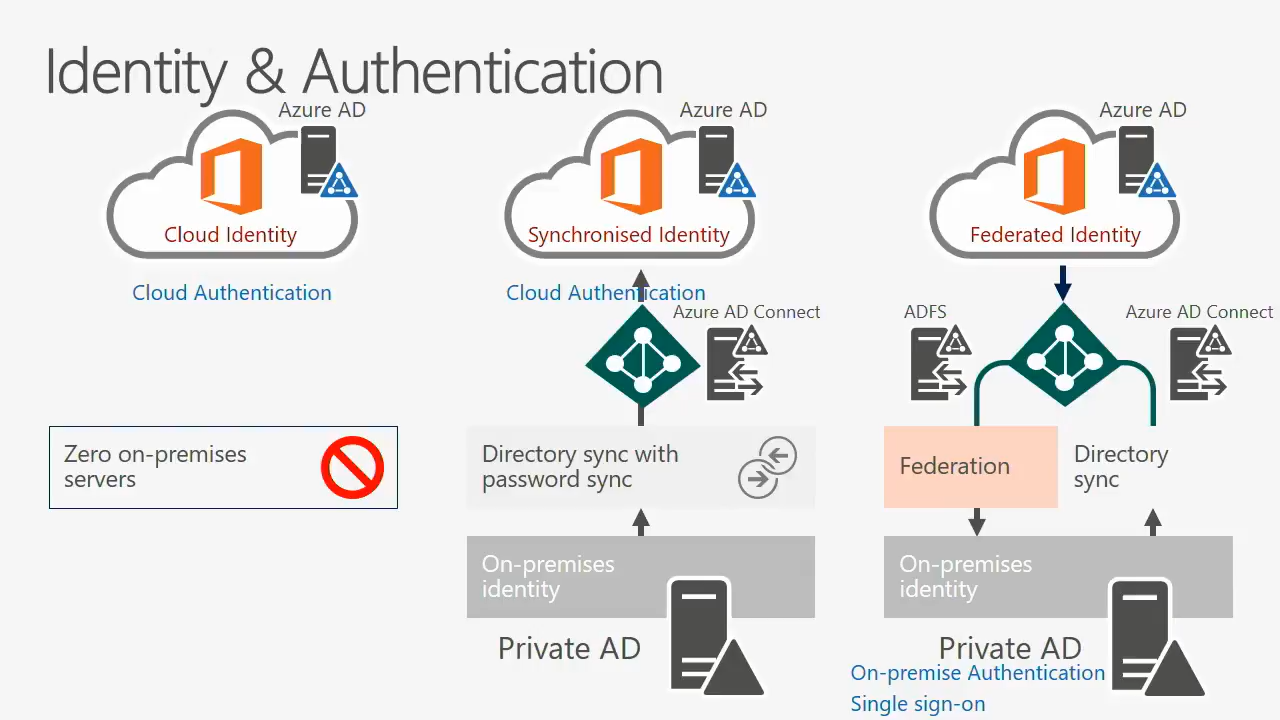 Identity & Authentication
Azure AD
Cloud Identity
Cloud Authentication
Zero on-premises
servers
Azure AD
Synchronised Identity
Cloud Authentication
Azure AD Connect
Directory sync with
password sync
On-premises
identity
Private AD
Azure AD
Federated Identity
ADFS
Azure AD Connect
Federation
Directory
sync
On-premises
identity
Private AD
On-premise Authentication
Single sign-on